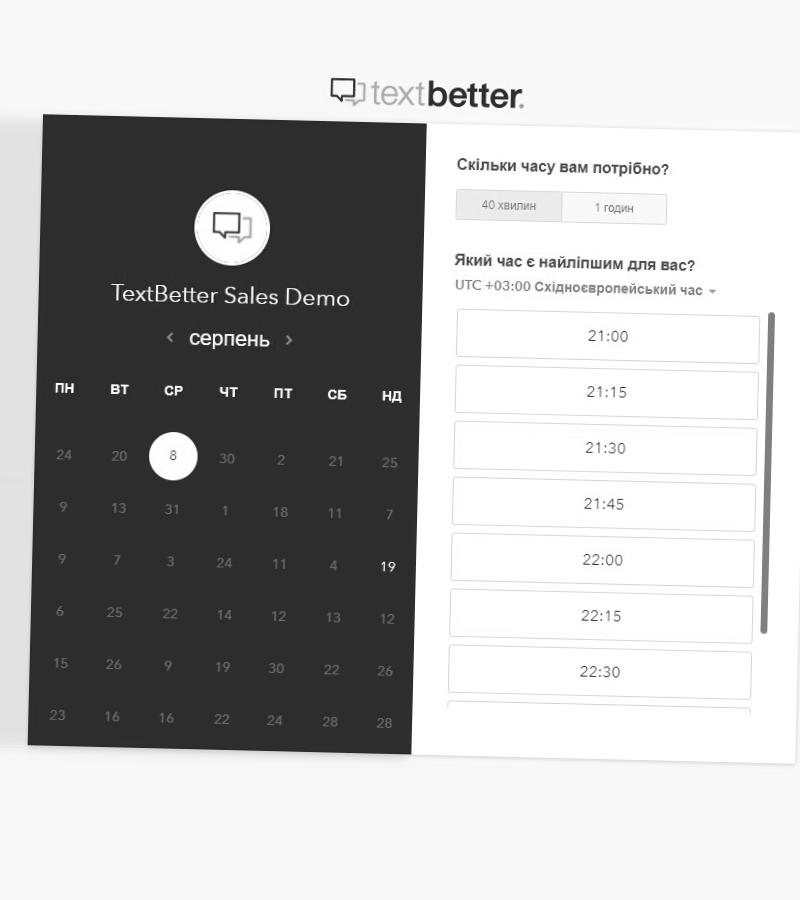 textbetter.
TextBetter Sales Demo
серпень
ПН ВТ СР ЧТ ПТ СБ НД
24 20 8 30 2 21 25
9 13 31 1 18 11 7
9 7 3 24 11 4 19
6 25 22 14 12 13 12
15 26 9 19 30 22 26
23 16 16 22 24 28 28
Скільки часу вам потрібно?
40 хвилин 1 годин
Який час є найліпшим для вас?
UTC +03:00 Східноєвропейський час
21:00
21:15
21:30
21:45
22:00
22:15
22:30